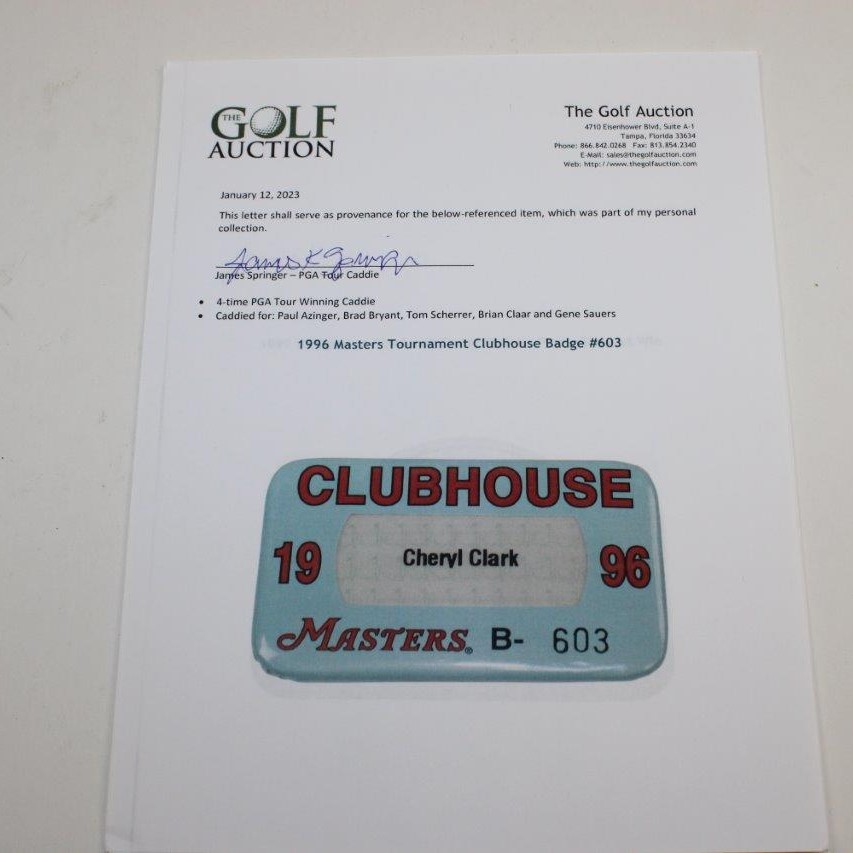 THE GOLF
AUCTION
The Golf Auction
4710 Eisenhower Blvd, Suite A-1
Tampa, Florida 33634
Phone: 866.842.0268 Fax: 813.854.2340
E-Mail: sales@thegolfauction.com
Web: http://www.thegolfauction.com
January 12, 2023
This letter shall serve as provenance for the below-referenced item, which was part of my personal
collection.
James K Springer
James Springer – PGA Tour Caddie
• 4-time PGA Tour Winning Caddie
• Caddied for: Paul Azinger, Brad Bryant, Tom Scherrer, Brian Claar and Gene Sauers
1996 Masters Tournament Clubhouse Badge #603
CLUBHOUSE
19 Cheryl Clark 96
MASTERS® B- 603